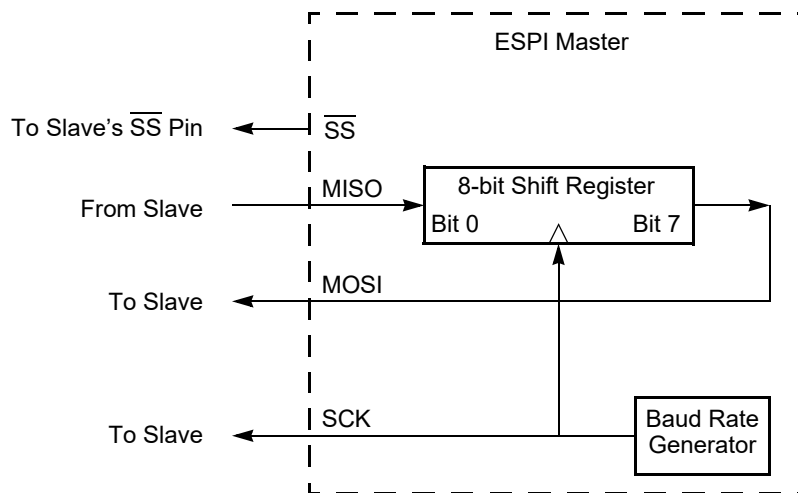 ESPI Master
To Slave’s SS Pin
SS
MISO
8-bit Shift Register
From Slave
Bit 0
Bit 7
MOSI
To Slave
SCK
To Slave
Baud Rate
Generator